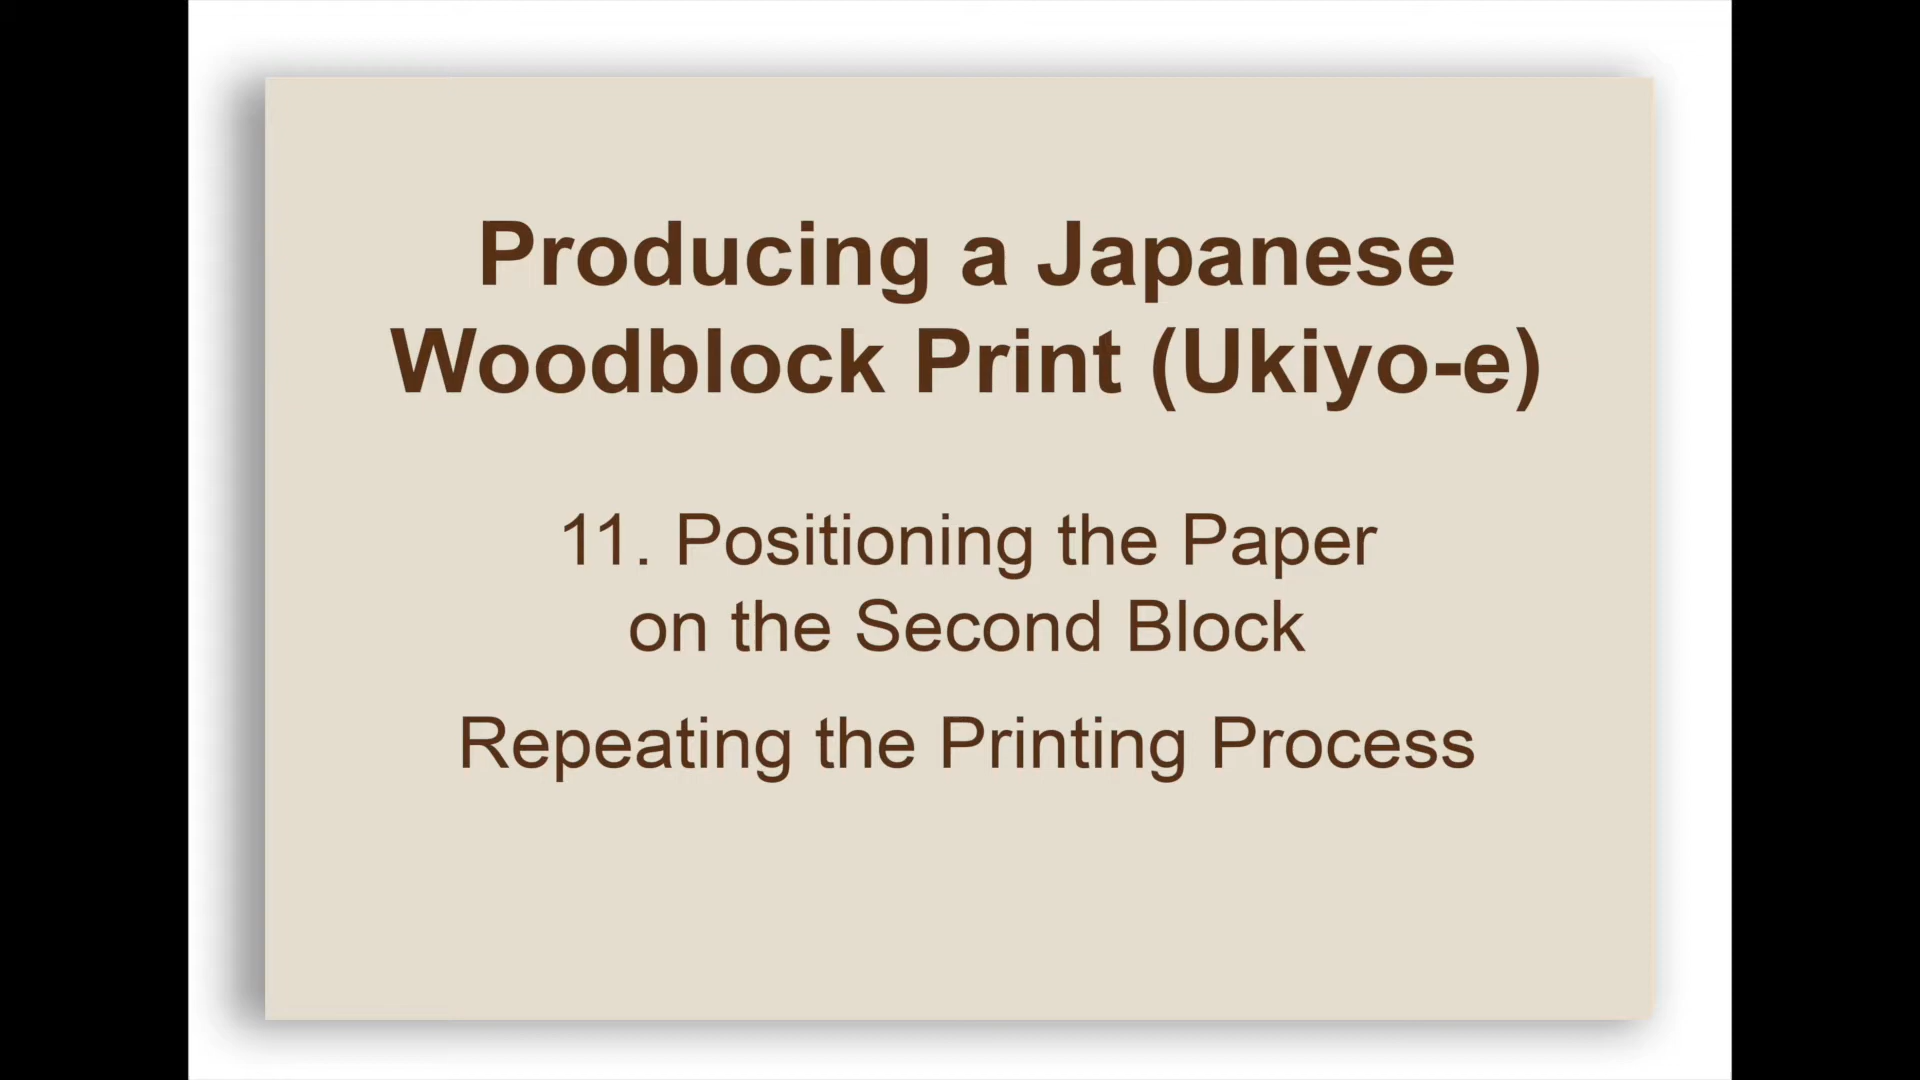 Producing a Japanese
Woodblock Print (Ukiyo-e)
11. Positioning the Paper
on the Second Block
Repeating the Printing Process